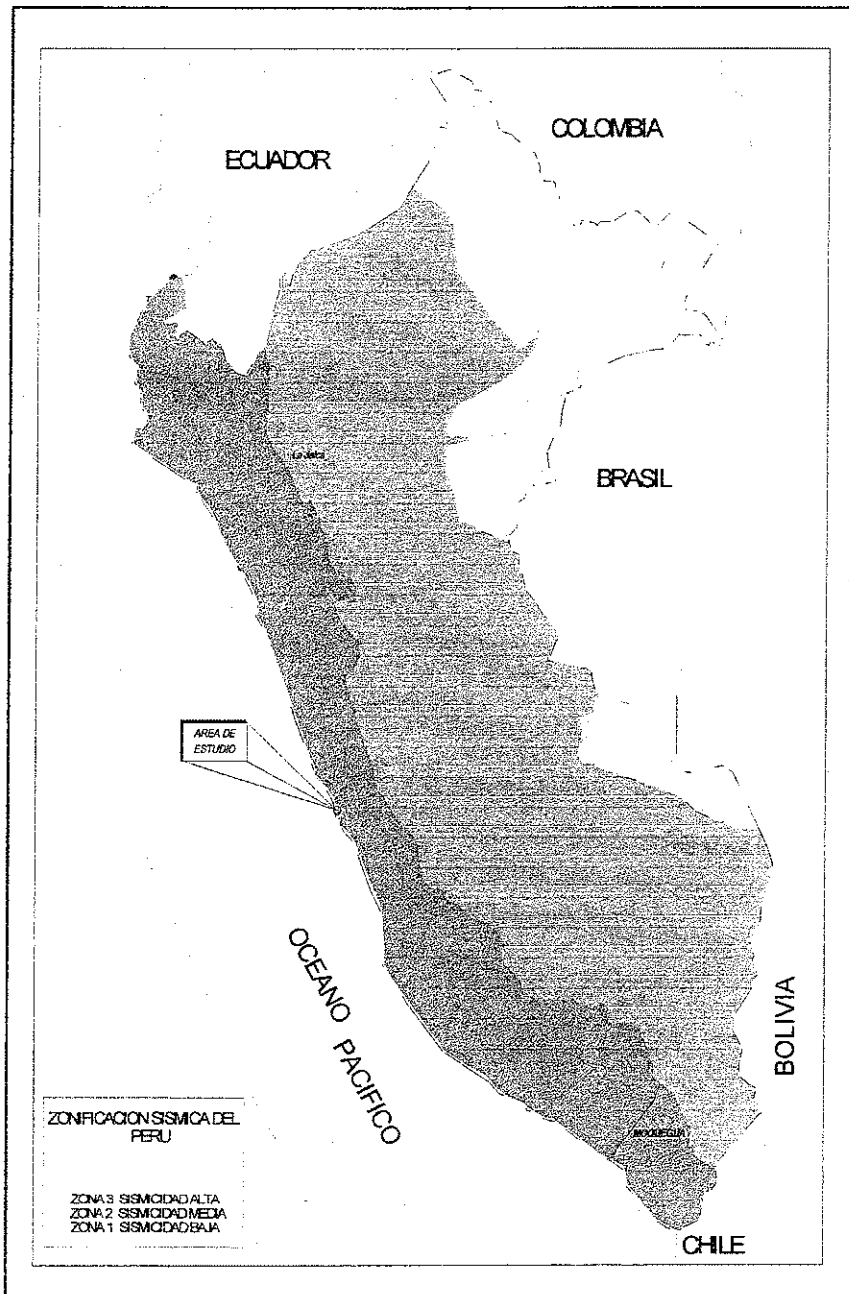 COLOMBIA
ECUADOR
BRASIL
AREA DE
ESTUDIO
OCEANO PACIFICO
BOLIVIA
MOQUEGUA
ZONIFICACION SISMICA DEL
PERU
ZONA 3 SISMICIDAD ALTA
ZONA 2 SISMICIDAD MEDIA
ZONA 1 SISMICIDAD BAJA
CHILE